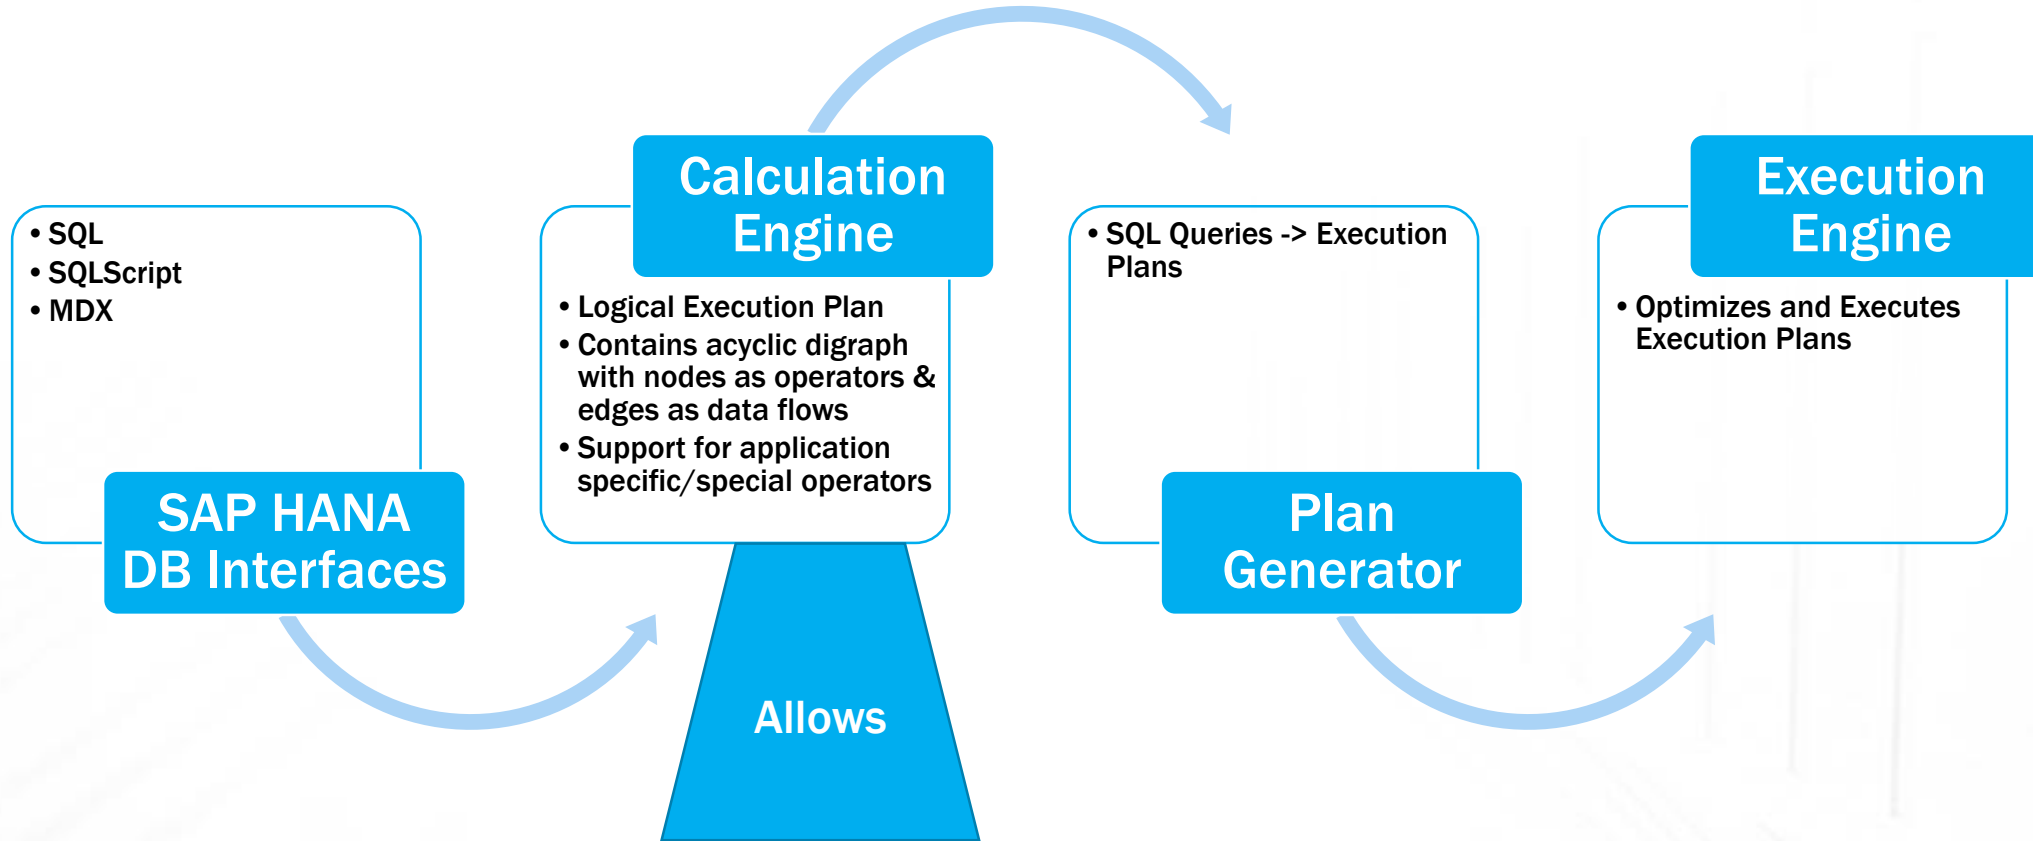 • SQL
• SQLScript
• MDX
SAP HANA
DB Interfaces
Calculation
Engine
• Logical Execution Plan
• Contains acyclic digraph
with nodes as operators &
edges as data flows
• Support for application
specific/special operators
Allows
• SQL Queries -> Execution
Plans
Plan
Generator
Execution
Engine
• Optimizes and Executes
Execution Plans